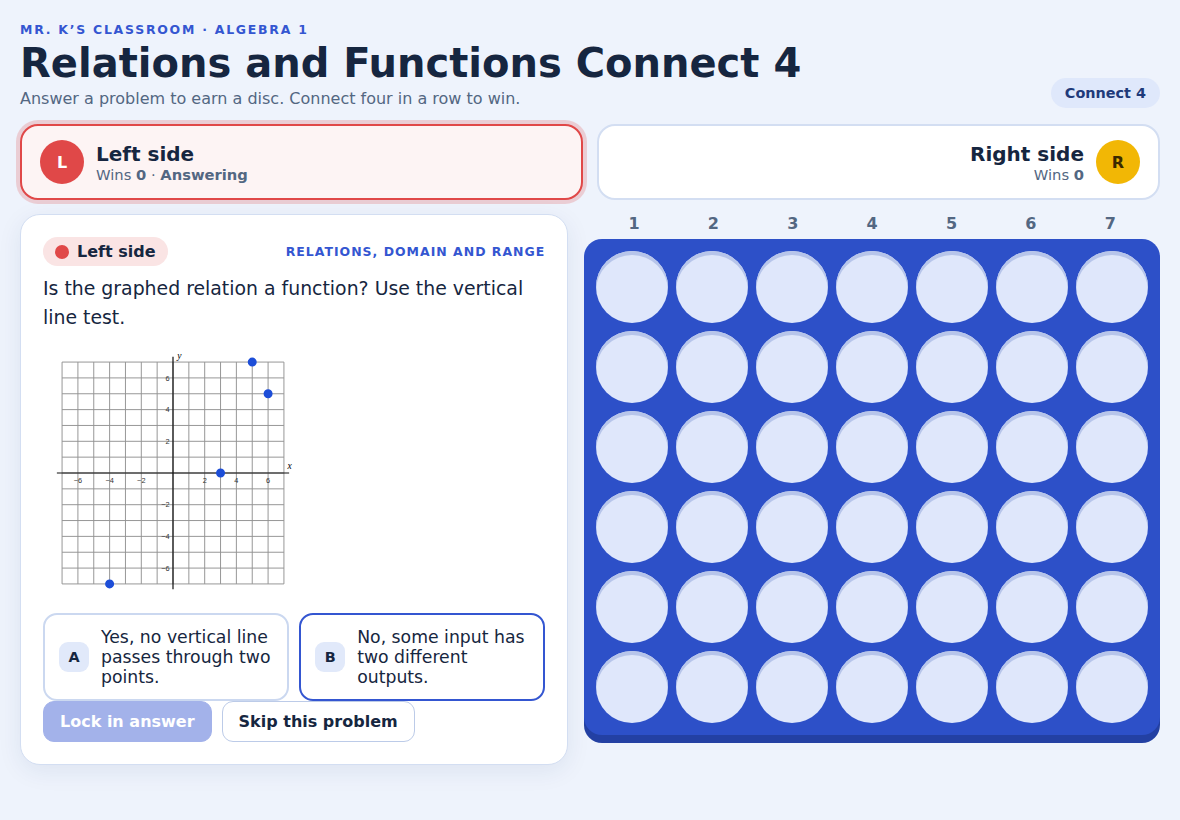 MR. K’S CLASSROOM · ALGEBRA 1
Relations and Functions Connect 4
Answer a problem to earn a disc. Connect four in a row to win.
Connect 4
L
Left side
Wins 0 · Answering
Right side
Wins 0
R
Left side
RELATIONS, DOMAIN AND RANGE
Is the graphed relation a function? Use the vertical
line test.
y
6
4
2
x
−6 −4 −2 2 4 6
−2
−4
−6
A
Yes, no vertical line
passes through two
points.
B
No, some input has
two different
outputs.
Lock in answer
Skip this problem
1 2 3 4 5 6 7